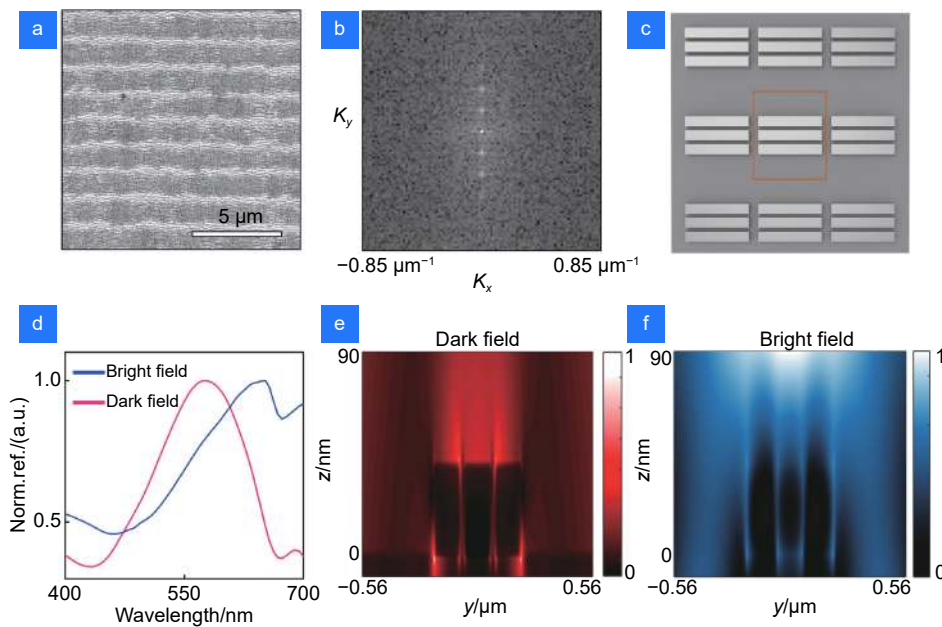 a
5 μm
b
Ky
−0.85 μm⁻¹
0.85 μm⁻¹
Kx
c
d
Bright field
Dark field
1.0
0.5
Norm.ref./(a.u.)
400
550
700
Wavelength/nm
e
Dark field
90
z/nm
0
−0.56
0.56
y/μm
1
0
f
Bright field
90
z/nm
0
−0.56
0.56
y/μm
1
0